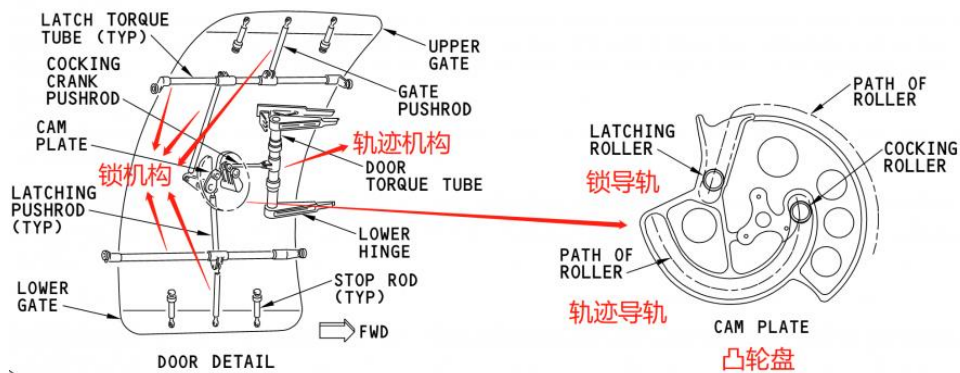 LATCH TORQUE
TUBE (TYP)
COCKING
CRANK
PUSHROD
CAM
PLATE
锁机构
LATCHING
PUSHROD
(TYP)
LOWER
GATE
UPPER
GATE
GATE
PUSHROD
轨迹机构
DOOR
TORQUE TUBE
LOWER
HINGE
STOP ROD
(TYP)
FWD
DOOR DETAIL
PATH OF
ROLLER
LATCHING
ROLLER
锁导轨
COCKING
ROLLER
PATH OF
ROLLER
轨迹导轨
CAM PLATE
凸轮盘